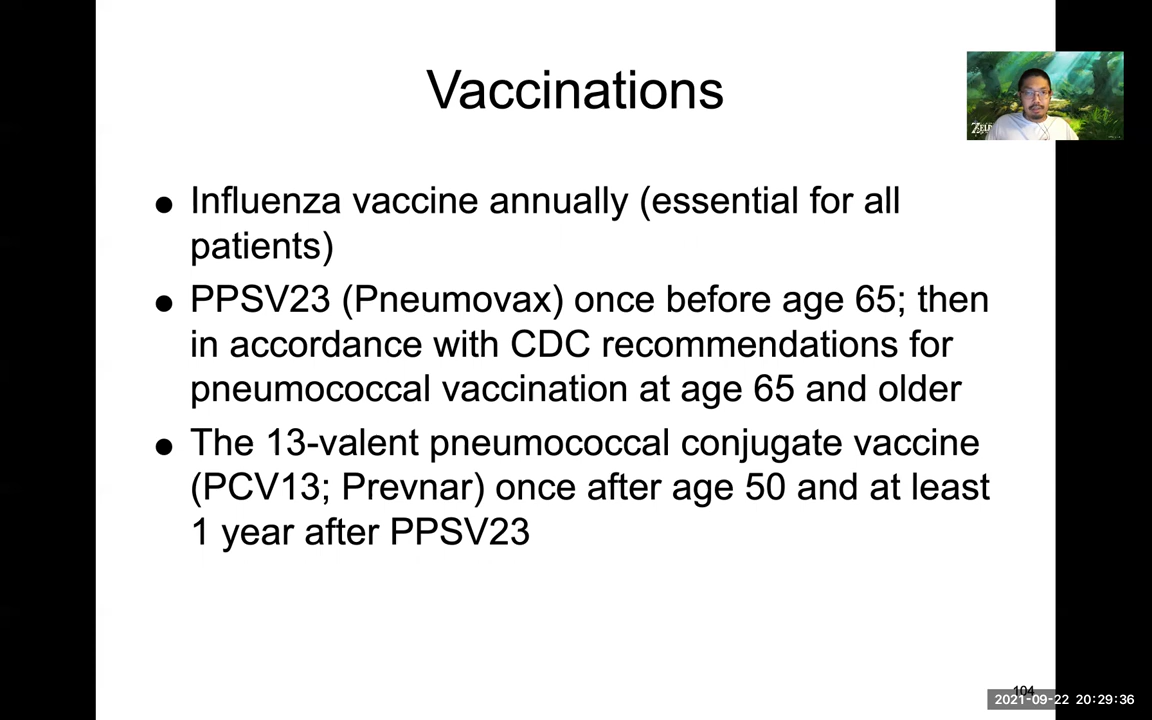 Vaccinations
● Influenza vaccine annually (essential for all
patients)
● PPSV23 (Pneumovax) once before age 65; then
in accordance with CDC recommendations for
pneumococcal vaccination at age 65 and older
● The 13-valent pneumococcal conjugate vaccine
(PCV13; Prevnar) once after age 50 and at least
1 year after PPSV23
104
2021-09-22 20:29:36